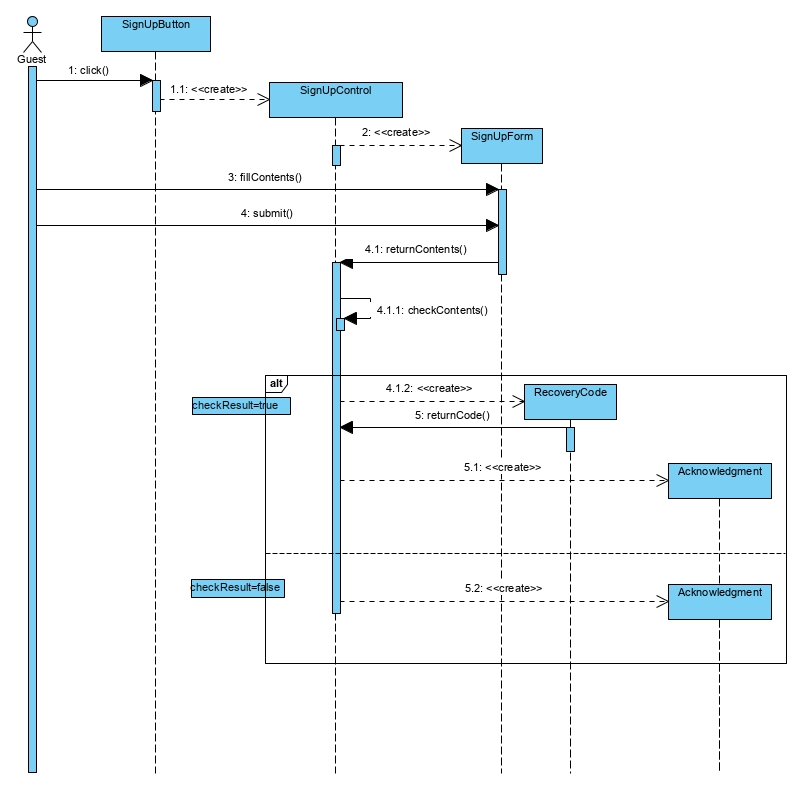 SignUpButton
Guest
1: click()
1.1: <<create>>
SignUpControl
2: <<create>>
SignUpForm
3: fillContents()
4: submit()
4.1: returnContents()
4.1.1: checkContents()
alt
4.1.2: <<create>>
RecoveryCode
checkResult=true
5: returnCode()
5.1: <<create>>
Acknowledgment
checkResult=false
5.2: <<create>>
Acknowledgment